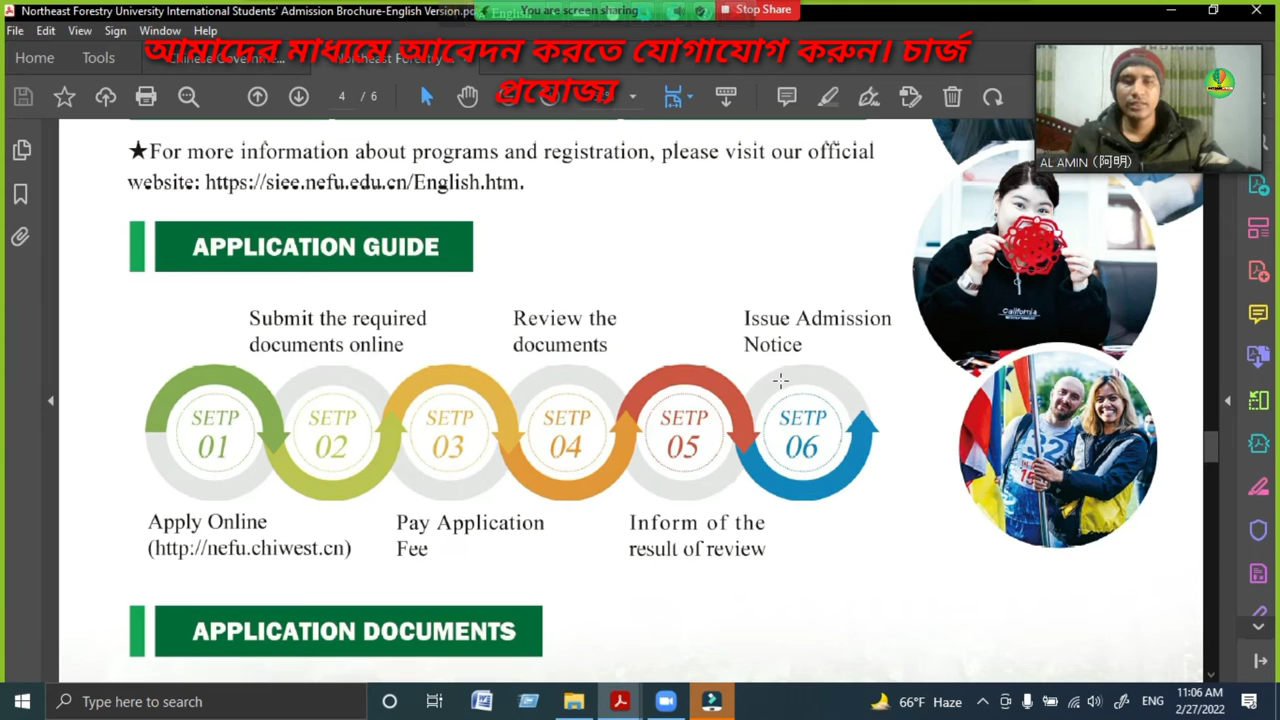 Northeast Forestry University International Students' Admission Brochure-English Version.pd
You are screen sharing
Stop Share
File Edit View Sign Window Help
আমাদের মাধ্যমে আবেদন করতে যোগাযোগ করুন। চার্জ
প্রযোজ্য
Home Tools
4 / 6
AL AMIN (阿明)
★For more information about programs and registration, please visit our official
website: https://siee.nefu.edu.cn/English.htm.
APPLICATION GUIDE
Submit the required
documents online
Review the
documents
Issue Admission
Notice
SETP
01
SETP
02
SETP
03
SETP
04
SETP
05
SETP
06
Apply Online
(http://nefu.chiwest.cn)
Pay Application
Fee
Inform of the
result of review
California
APPLICATION DOCUMENTS
Type here to search
66°F Haze
ENG
11:06 AM
2/27/2022